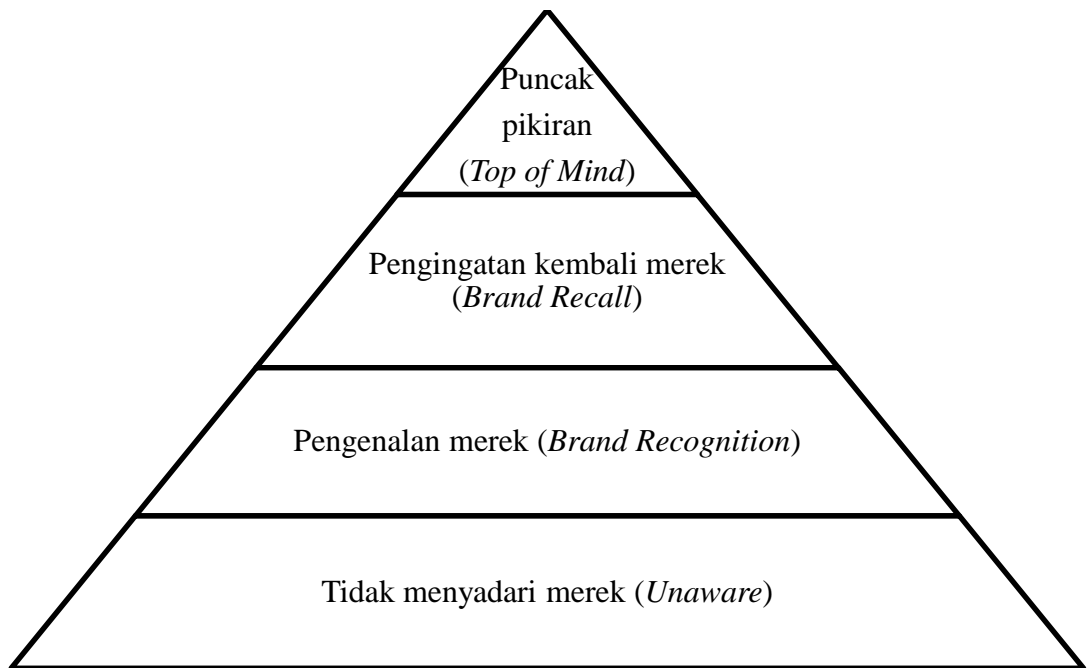 Puncak
pikiran
(Top of Mind)
Pengingatan kembali merek
(Brand Recall)
Pengenalan merek (Brand Recognition)
Tidak menyadari merek (Unaware)